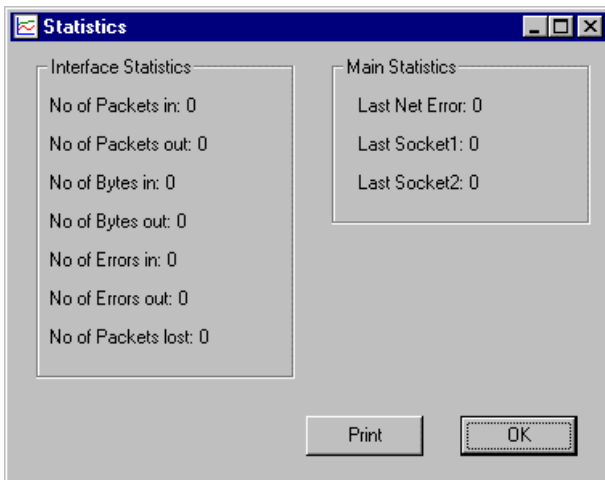 Statistics
Interface Statistics
No of Packets in: 0
No of Packets out: 0
No of Bytes in: 0
No of Bytes out: 0
No of Errors in: 0
No of Errors out: 0
No of Packets lost: 0
Main Statistics
Last Net Error: 0
Last Socket1: 0
Last Socket2: 0
Print
OK